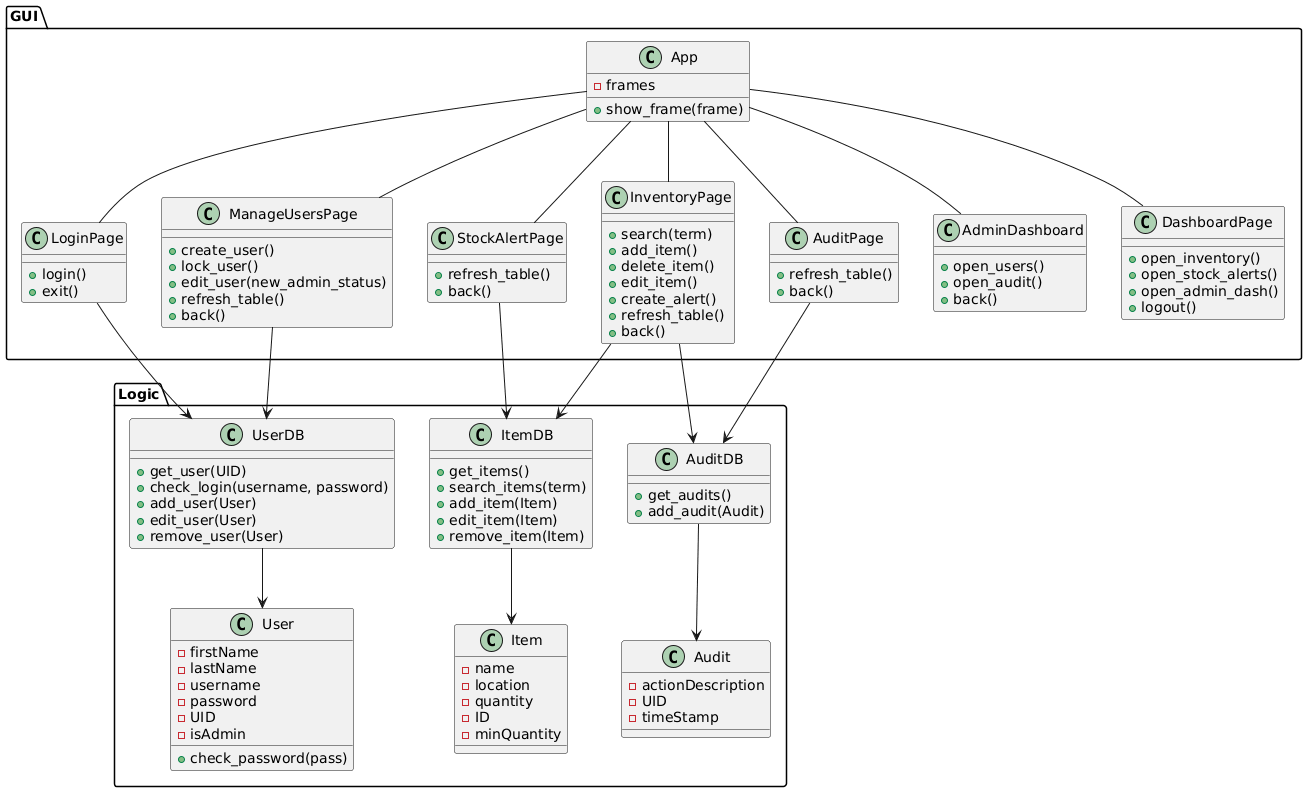 GUI
C App
frames
show_frame(frame)
C LoginPage
login()
exit()
C ManageUsersPage
create_user()
lock_user()
edit_user(new_admin_status)
refresh_table()
back()
C StockAlertPage
refresh_table()
back()
C InventoryPage
search(term)
add_item()
delete_item()
edit_item()
create_alert()
refresh_table()
back()
C AuditPage
refresh_table()
back()
C AdminDashboard
open_users()
open_audit()
back()
C DashboardPage
open_inventory()
open_stock_alerts()
open_admin_dash()
logout()
Logic
C UserDB
get_user(UID)
check_login(username, password)
add_user(User)
edit_user(User)
remove_user(User)
C ItemDB
get_items()
search_items(term)
add_item(Item)
edit_item(Item)
remove_item(Item)
C AuditDB
get_audits()
add_audit(Audit)
C User
firstName
lastName
username
password
UID
isAdmin
check_password(pass)
C Item
name
location
quantity
ID
minQuantity
C Audit
actionDescription
UID
timeStamp